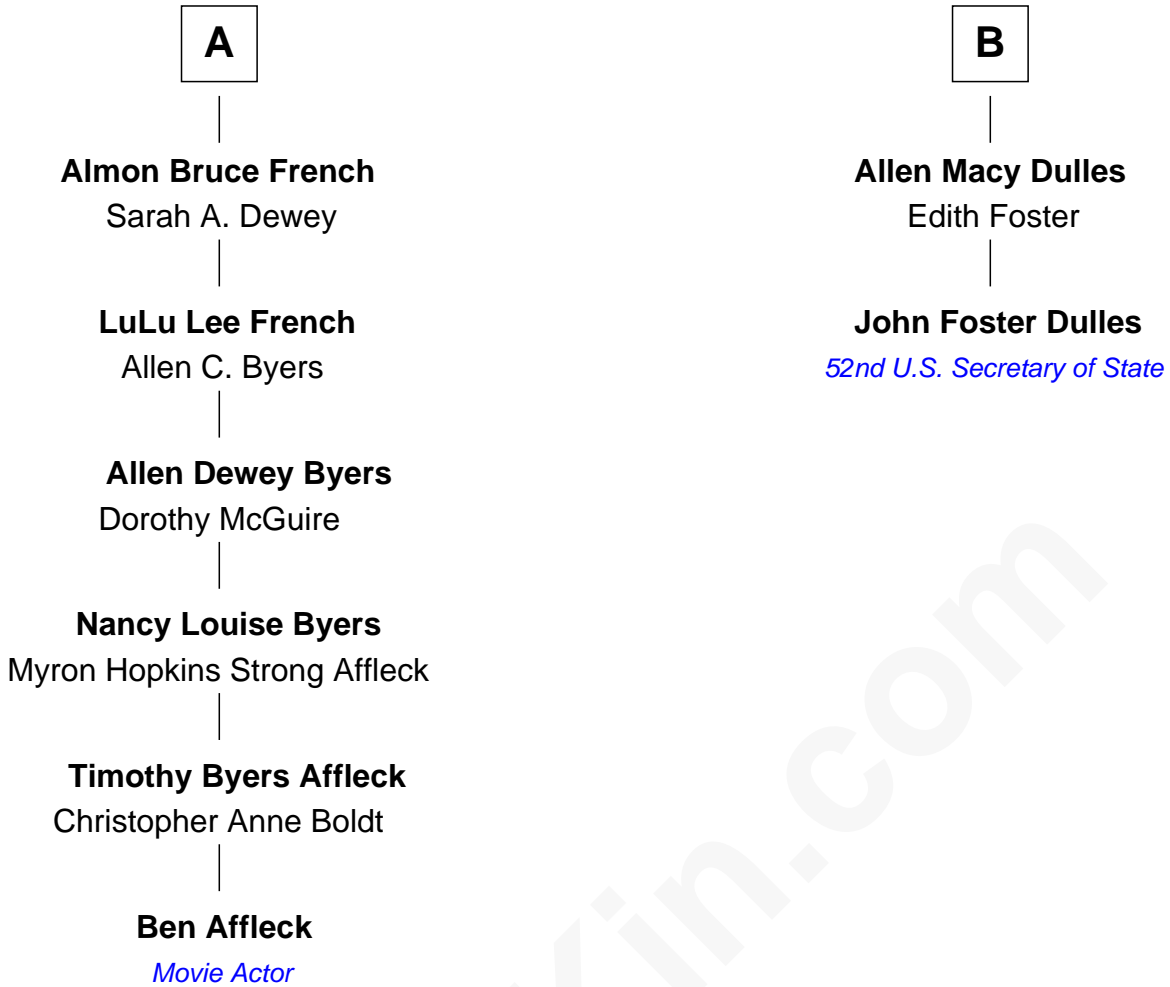 A
Almon Bruce French
Sarah A. Dewey
LuLu Lee French
Allen C. Byers
Allen Dewey Byers
Dorothy McGuire
Nancy Louise Byers
Myron Hopkins Strong Affleck
Timothy Byers Affleck
Christopher Anne Boldt
Ben Affleck
Movie Actor
B
Allen Macy Dulles
Edith Foster
John Foster Dulles
52nd U.S. Secretary of State
Kin.com